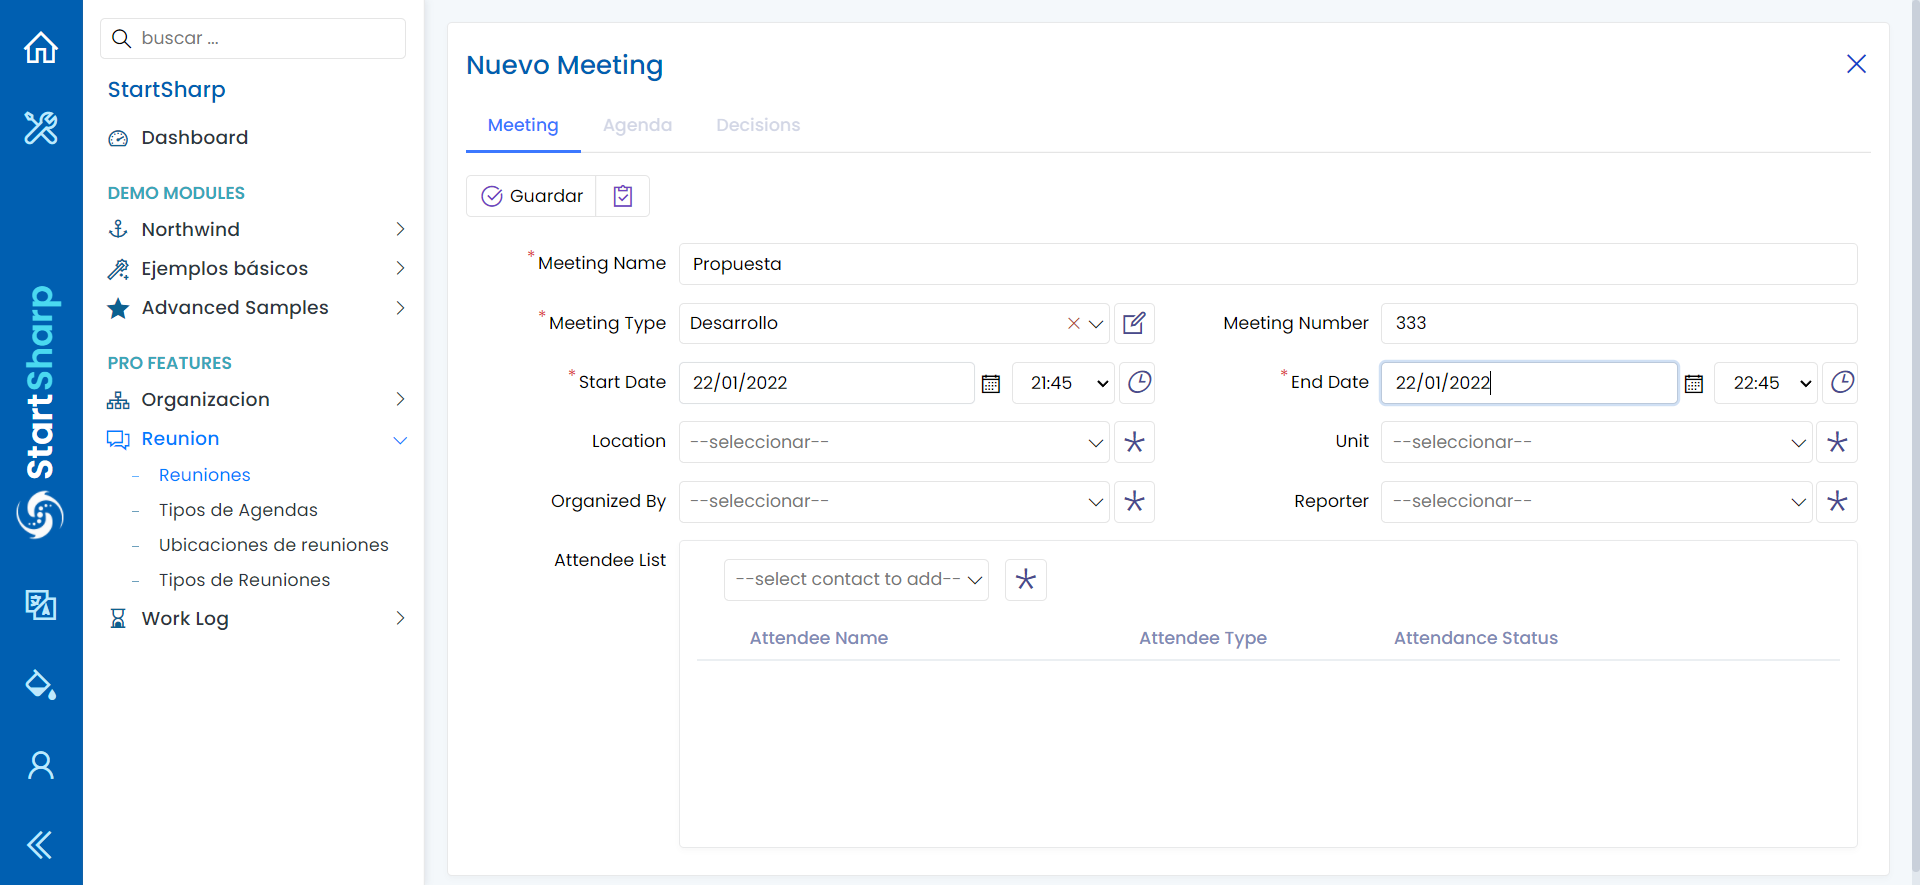 buscar ...
StartSharp
Dashboard
DEMO MODULES
Northwind
Ejemplos básicos
Advanced Samples
PRO FEATURES
Organizacion
Reunion
- Reuniones
- Tipos de Agendas
- Ubicaciones de reuniones
- Tipos de Reuniones
Work Log
StartSharp
Nuevo Meeting
Meeting Agenda Decisions
Guardar
*Meeting Name Propuesta
*Meeting Type Desarrollo Meeting Number 333
*Start Date 22/01/2022 21:45 *End Date 22/01/2022 22:45
Location --seleccionar-- Unit --seleccionar--
Organized By --seleccionar-- Reporter --seleccionar--
Attendee List --select contact to add--
Attendee Name Attendee Type Attendance Status